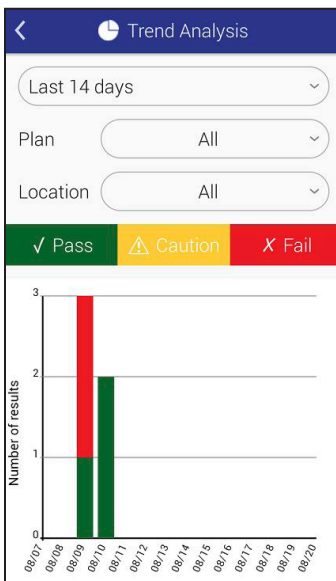 Trend Analysis
Last 14 days
Plan All
Location All
√ Pass ⚠ Caution X Fail
3
2
1
0
Number of results
08/07 08/08 08/09 08/10 08/11 08/12 08/13 08/14 08/15 08/16 08/17 08/18 08/19 08/20